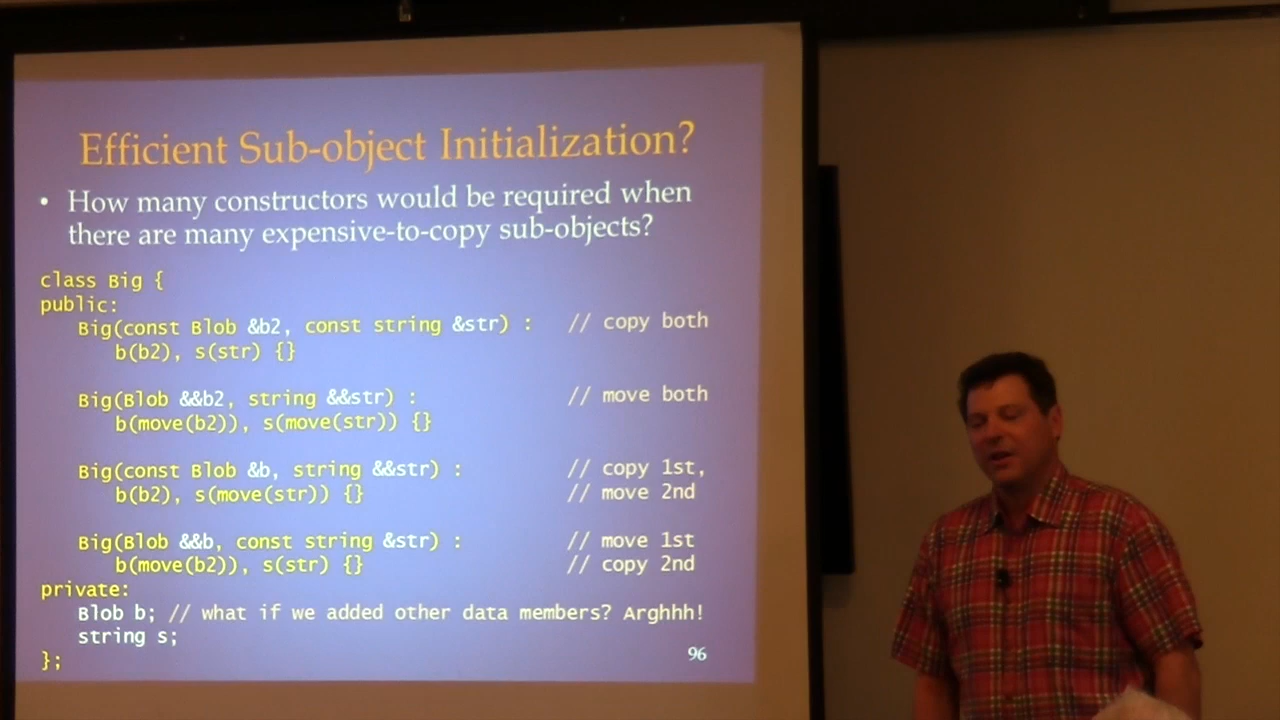 Efficient Sub-object Initialization?
• How many constructors would be required when
there are many expensive-to-copy sub-objects?
class Big {
public:
Big(const Blob &b2, const string &str) : // copy both
b(b2), s(str) {}
Big(Blob &&b2, string &&str) : // move both
b(move(b2)), s(move(str)) {}
Big(const Blob &b, string &&str) : // copy 1st,
b(b2), s(move(str)) {} // move 2nd
Big(Blob &&b, const string &str) : // move 1st
b(move(b2)), s(str) {} // copy 2nd
private:
Blob b; // what if we added other data members? Arghhh!
string s;
};
96